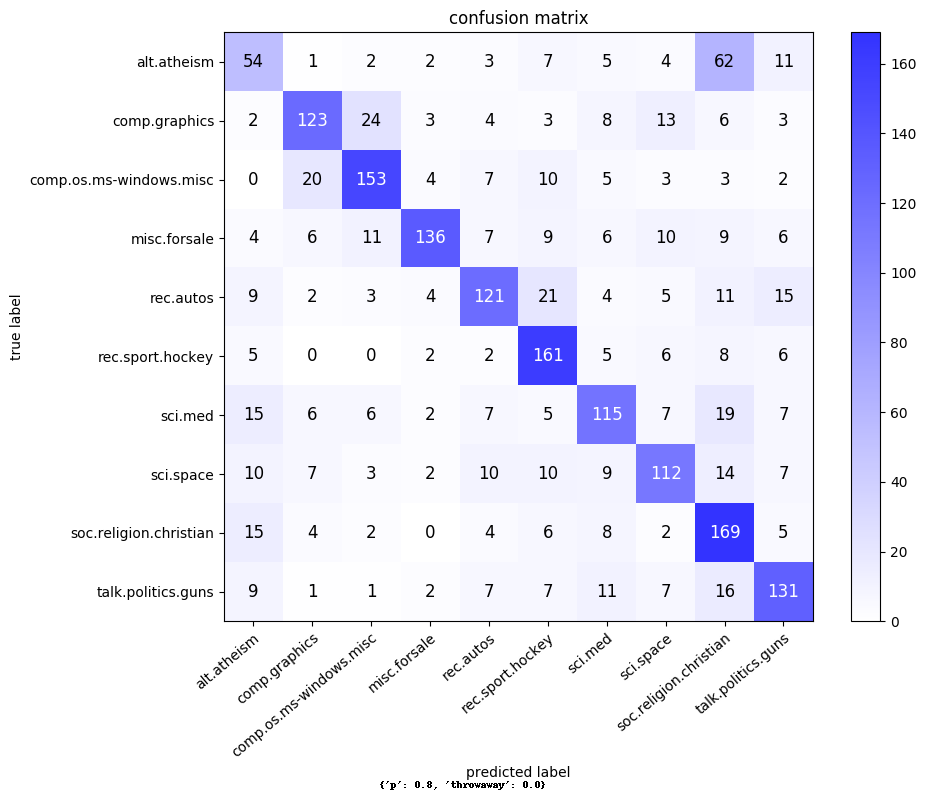 confusion matrix
alt.atheism 54 1 2 2 3 7 5 4 62 11
comp.graphics 2 123 24 3 4 3 8 13 6 3
comp.os.ms-windows.misc 0 20 153 4 7 10 5 3 3 2
misc.forsale 4 6 11 136 7 9 6 10 9 6
rec.autos 9 2 3 4 121 21 4 5 11 15
rec.sport.hockey 5 0 0 2 2 161 5 6 8 6
sci.med 15 6 6 2 7 5 115 7 19 7
sci.space 10 7 3 2 10 10 9 112 14 7
soc.religion.christian 15 4 2 0 4 6 8 2 169 5
talk.politics.guns 9 1 1 2 7 7 11 7 16 131
true label
alt.atheism
comp.graphics
comp.os.ms-windows.misc
misc.forsale
rec.autos
rec.sport.hockey
sci.med
sci.space
soc.religion.christian
talk.politics.guns
predicted label
{'p': 0.8, 'throwaway': 0.0}
160
140
120
100
80
60
40
20
0